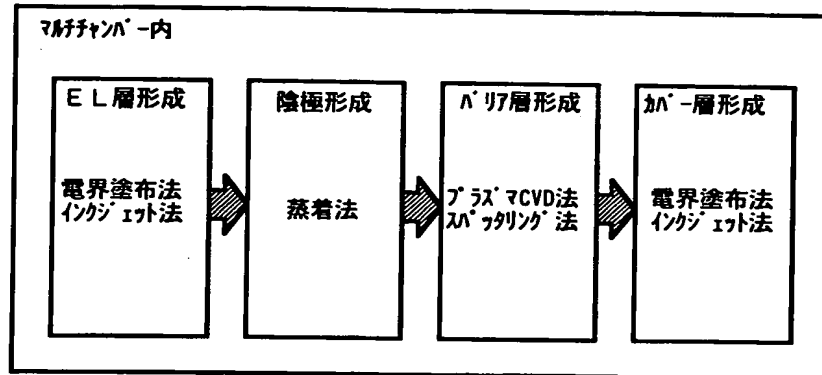 ﾏﾙﾁﾁｬﾝﾊﾞｰ内
ＥＬ層形成
電界塗布法
ｲﾝｸｼﾞｪｯﾄ法
陰極形成
蒸着法
ﾊﾞﾘｱ層形成
ﾌﾟﾗｽﾞﾏCVD法
ｽﾊﾟｯﾀﾘﾝｸﾞ法
ｶﾊﾞｰ層形成
電界塗布法
ｲﾝｸｼﾞｪｯﾄ法